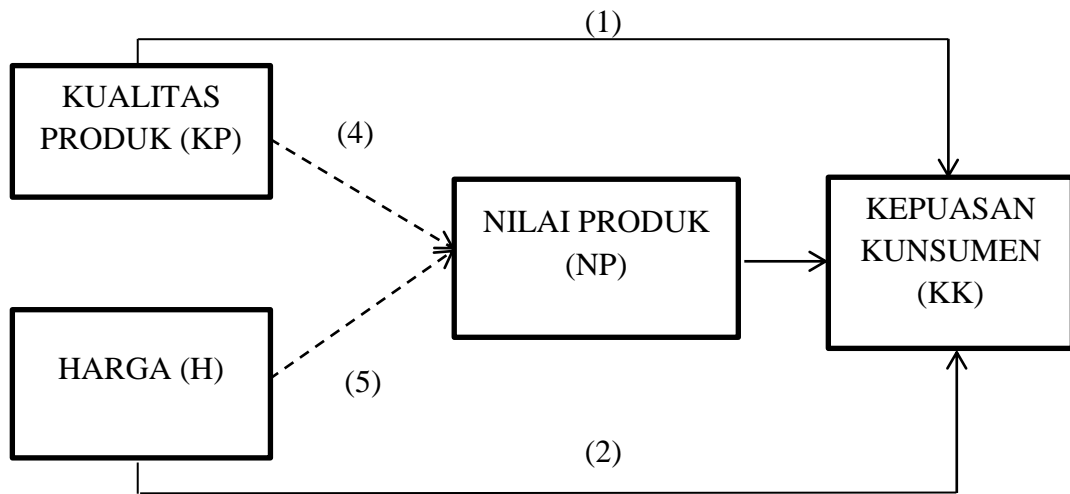 (1)
KUALITAS
PRODUK (KP)
(4)
NILAI PRODUK
(NP)
KEPUASAN
KUNSUMEN
(KK)
HARGA (H)
(5)
(2)